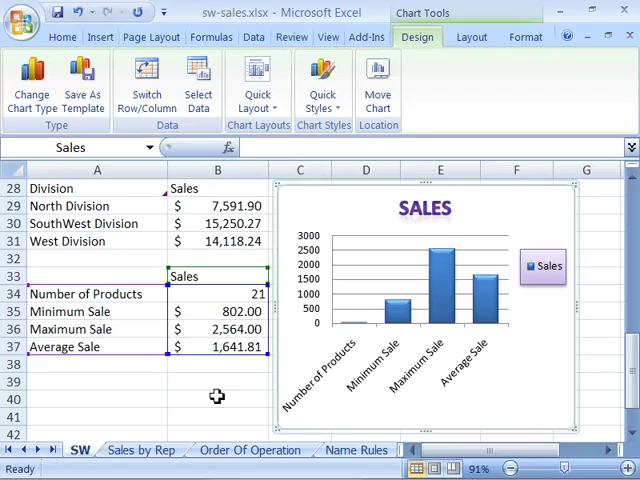 sw-sales.xlsx - Microsoft Excel
Chart Tools
Home Insert Page Layout Formulas Data Review View Add-Ins Design Layout Format
Change Chart Type
Save As Template
Switch Row/Column
Select Data
Quick Layout
Quick Styles
Move Chart
Type Data Chart Layouts Chart Styles Location
Sales fx
A B C D E F G
28 Division Sales
29 North Division $ 7,591.90
30 SouthWest Division $ 15,250.27
31 West Division $ 14,118.24
32
33 Sales
34 Number of Products 21
35 Minimum Sale $ 802.00
36 Maximum Sale $ 2,564.00
37 Average Sale $ 1,641.81
38
39
40
41
42
SALES
3000
2500
2000
1500
1000
500
0
Number of Products
Minimum Sale
Maximum Sale
Average Sale
Sales
SW Sales by Rep Order Of Operation Name Rules
Ready 91%